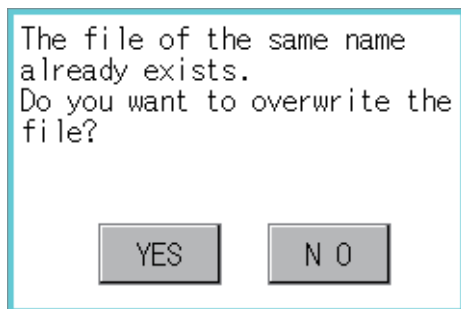 The file of the same name
already exists.
Do you want to overwrite the
file?
YES
N O